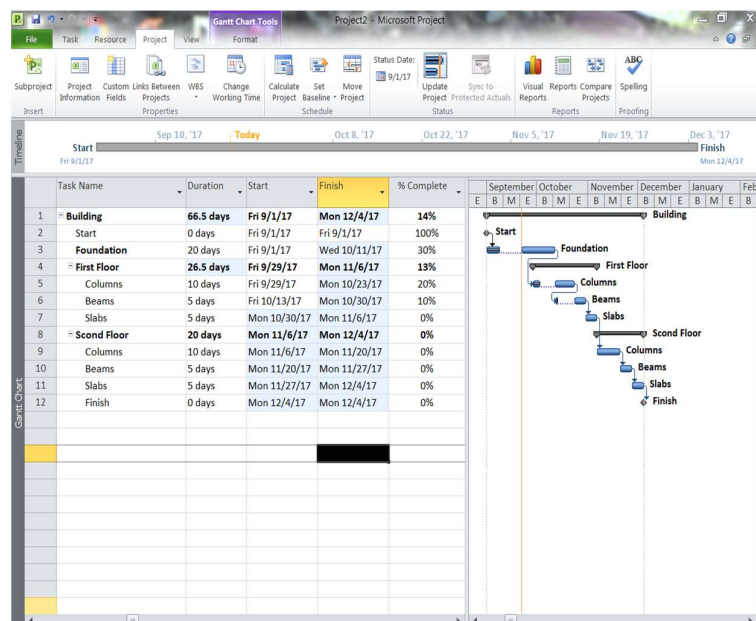 Gantt Chart Tools
Project2 - Microsoft Project
File Task Resource Project View Format
Status Date:
9/1/17
Subproject
Project Information
Custom Fields
Links Between Projects
WBS
Change Working Time
Calculate Project
Set Baseline
Move Project
Update Project
Sync to Protected Actuals
Visual Reports
Reports
Compare Projects
ABC
Spelling
Insert Properties Schedule Status Reports Proofing
Timeline
Sep 10, '17 Today Oct 8, '17 Oct 22, '17 Nov 5, '17 Nov 19, '17 Dec 3, '17
Start Finish
Fri 9/1/17 Mon 12/4/17
Task Name Duration Start Finish % Complete
September October November December January Feb
E B M E B M E B M E B M E B M E B
1 Building 66.5 days Fri 9/1/17 Mon 12/4/17 14% Building
2 Start 0 days Fri 9/1/17 Fri 9/1/17 100% Start
3 Foundation 20 days Fri 9/1/17 Wed 10/11/17 30% Foundation
4 First Floor 26.5 days Fri 9/29/17 Mon 11/6/17 13% First Floor
5 Columns 10 days Fri 9/29/17 Mon 10/23/17 20% Columns
6 Beams 5 days Fri 10/13/17 Mon 10/30/17 10% Beams
7 Slabs 5 days Mon 10/30/17 Mon 11/6/17 0% Slabs
8 Scond Floor 20 days Mon 11/6/17 Mon 12/4/17 0% Scond Floor
9 Columns 10 days Mon 11/6/17 Mon 11/20/17 0% Columns
10 Beams 5 days Mon 11/20/17 Mon 11/27/17 0% Beams
11 Slabs 5 days Mon 11/27/17 Mon 12/4/17 0% Slabs
12 Finish 0 days Mon 12/4/17 Mon 12/4/17 0% Finish
Gantt Chart